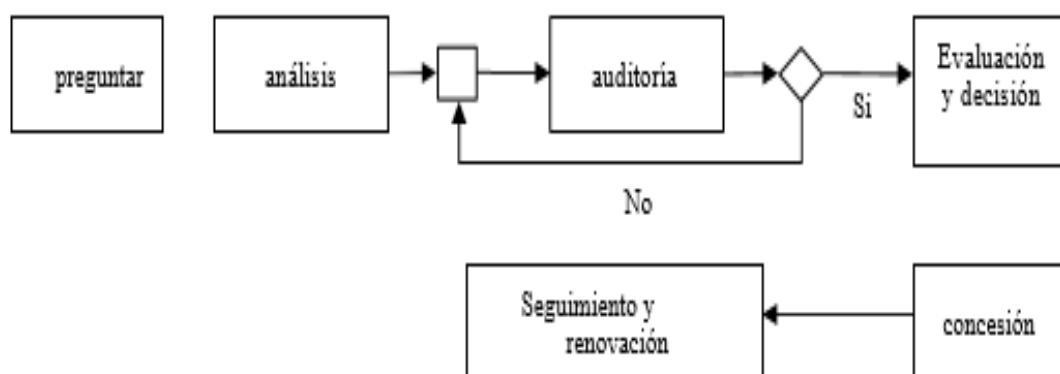 preguntar
análisis
auditoría
Evaluación
y decisión
Si
No
Seguimiento y
renovación
concesión